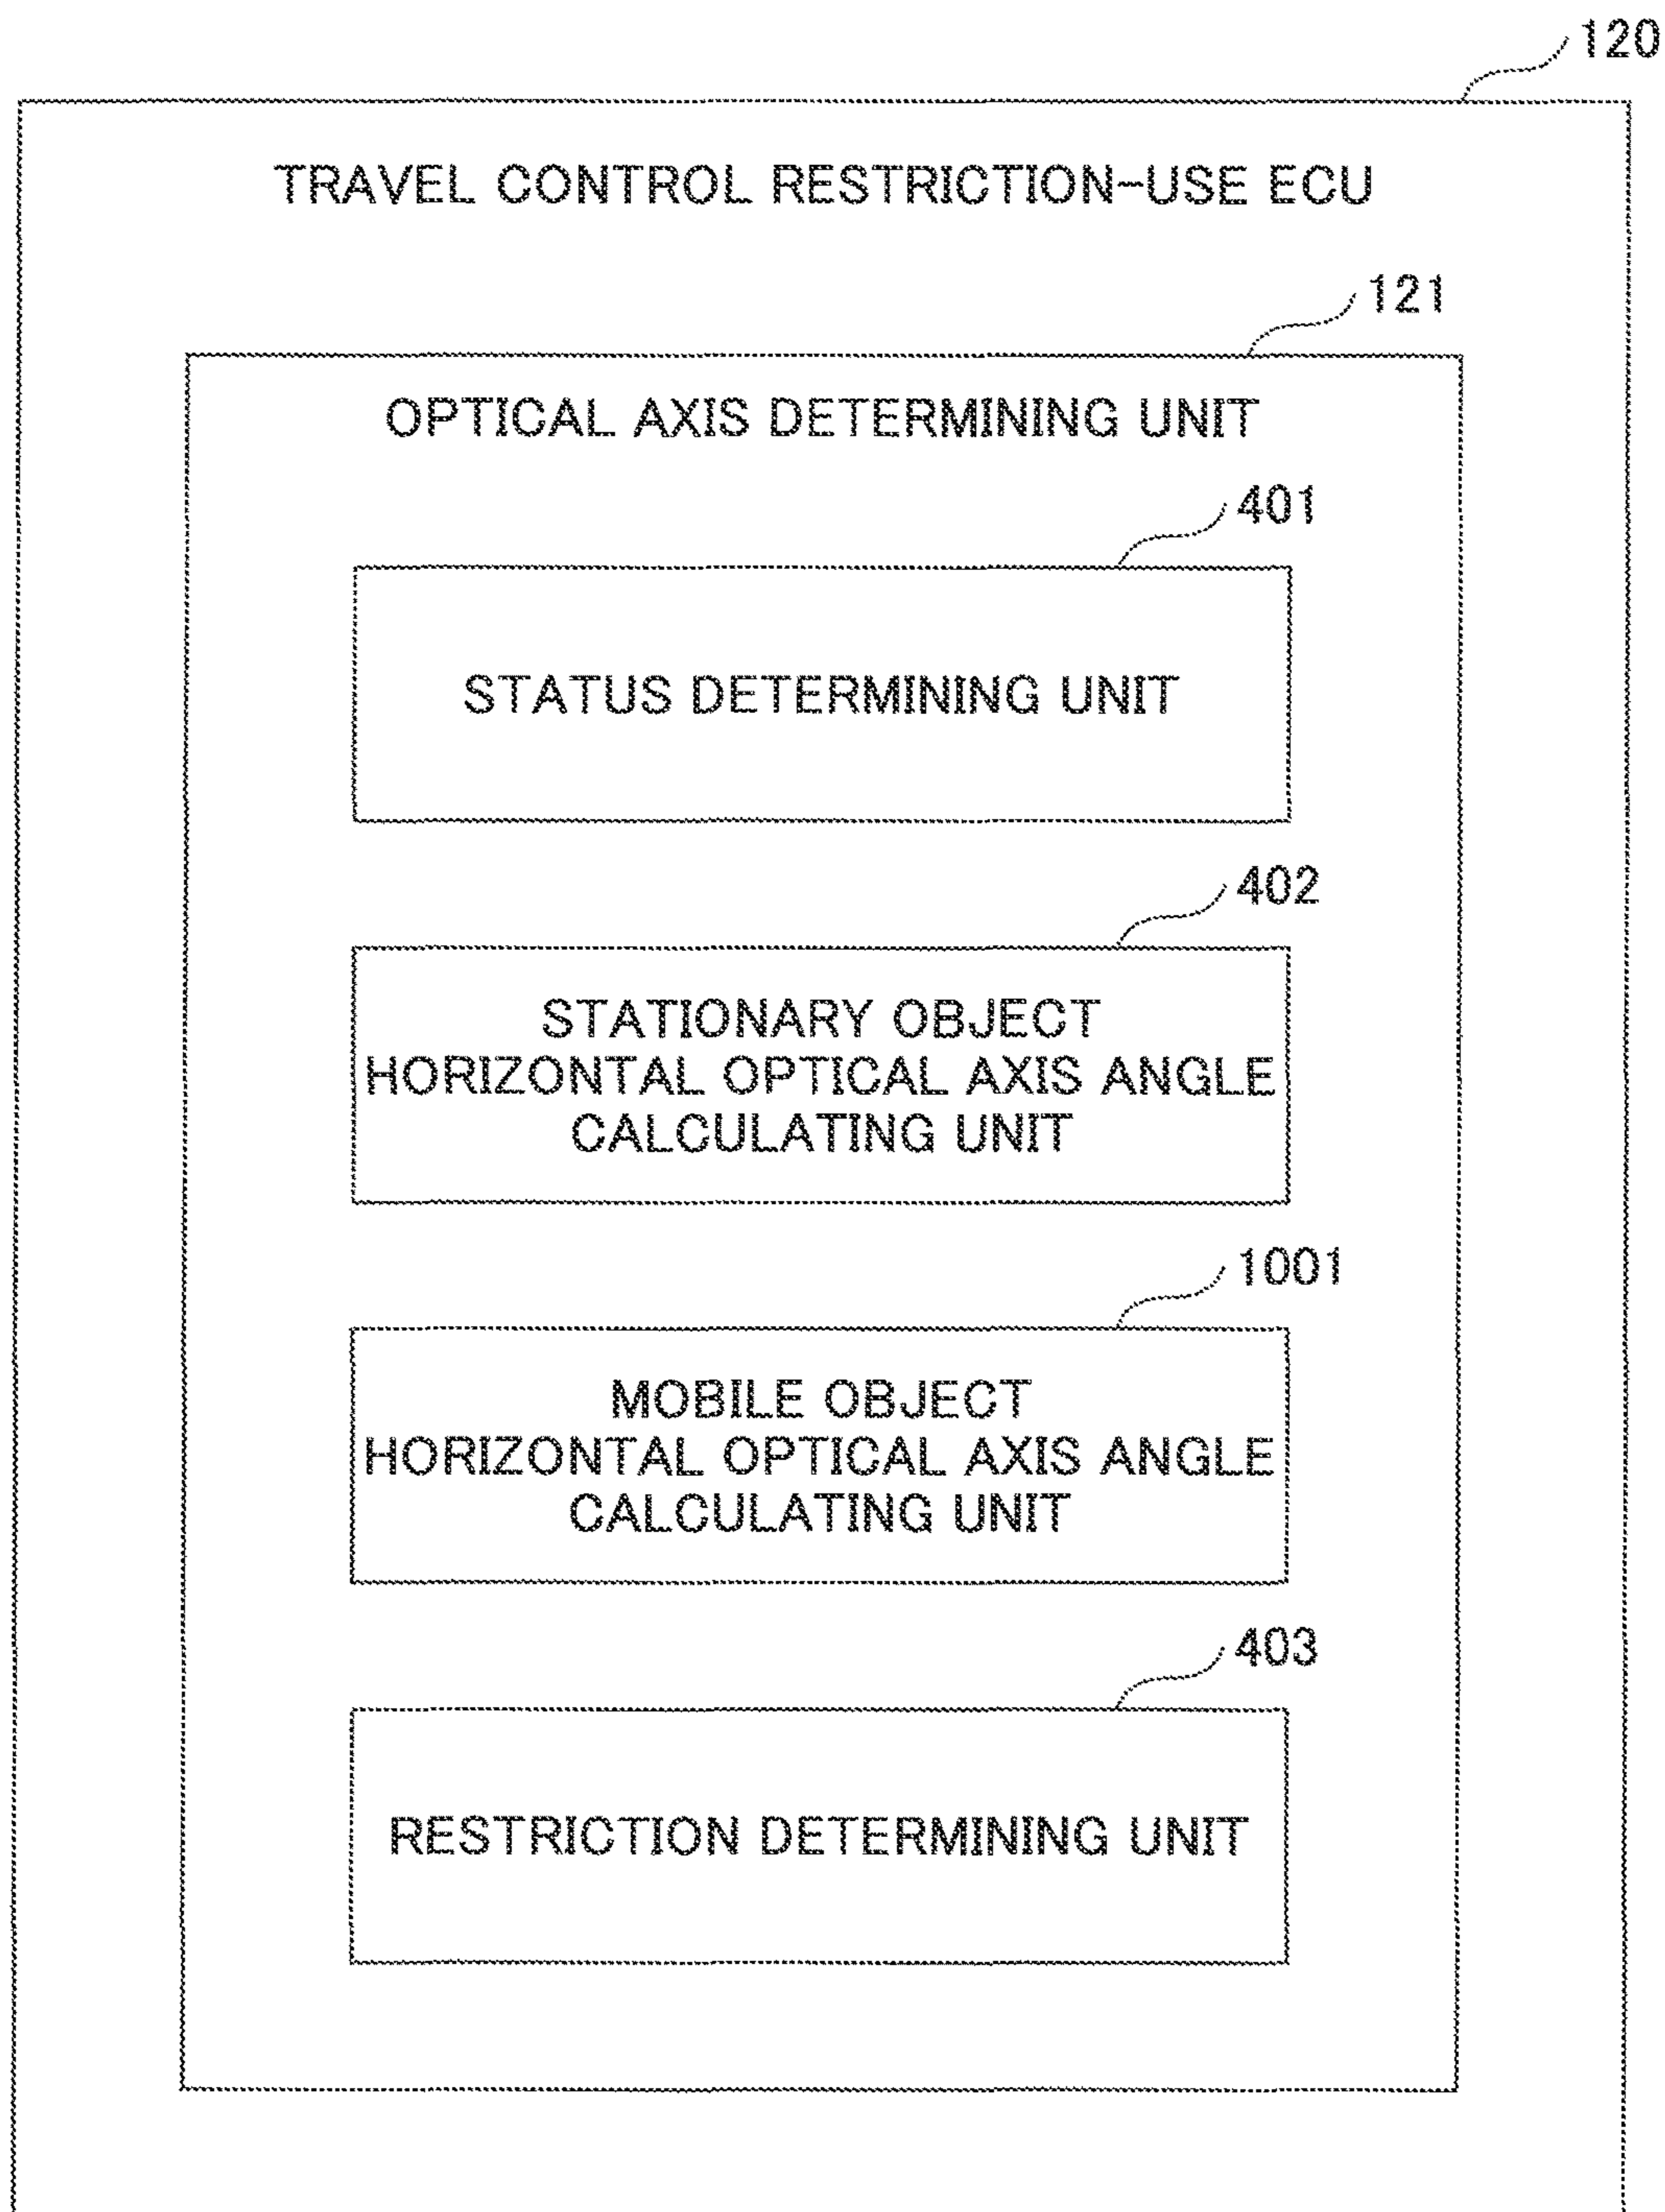 120
TRAVEL CONTROL RESTRICTION-USE ECU
121
OPTICAL AXIS DETERMINING UNIT
401
STATUS DETERMINING UNIT
402
STATIONARY OBJECT
HORIZONTAL OPTICAL AXIS ANGLE
CALCULATING UNIT
1001
MOBILE OBJECT
HORIZONTAL OPTICAL AXIS ANGLE
CALCULATING UNIT
403
RESTRICTION DETERMINING UNIT